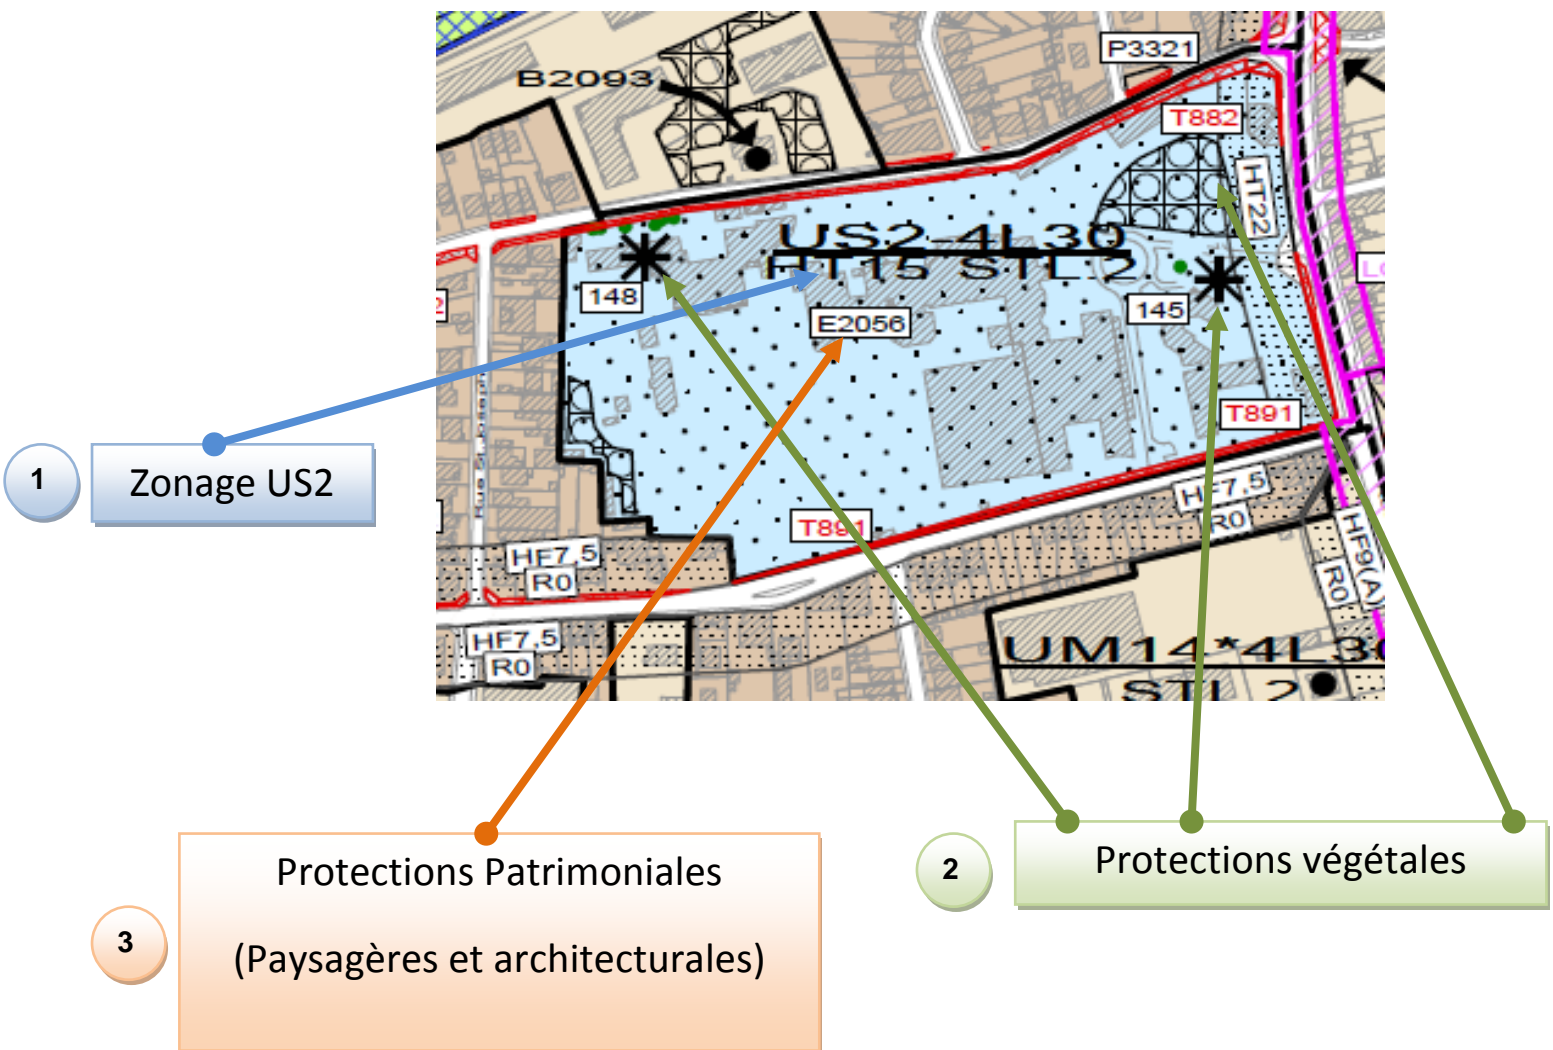 P3321
B2093
T882
HT22
US2-4L30
HT15 STL 2
148
145
E2056
T891
1
Zonage US2
T891
HF7,5
R0
HF7,5
R0
HF9(A)
R0
HF7,5
R0
UM14*4L30
STL 2
Protections Patrimoniales
(Paysagères et architecturales)
3
2
Protections végétales